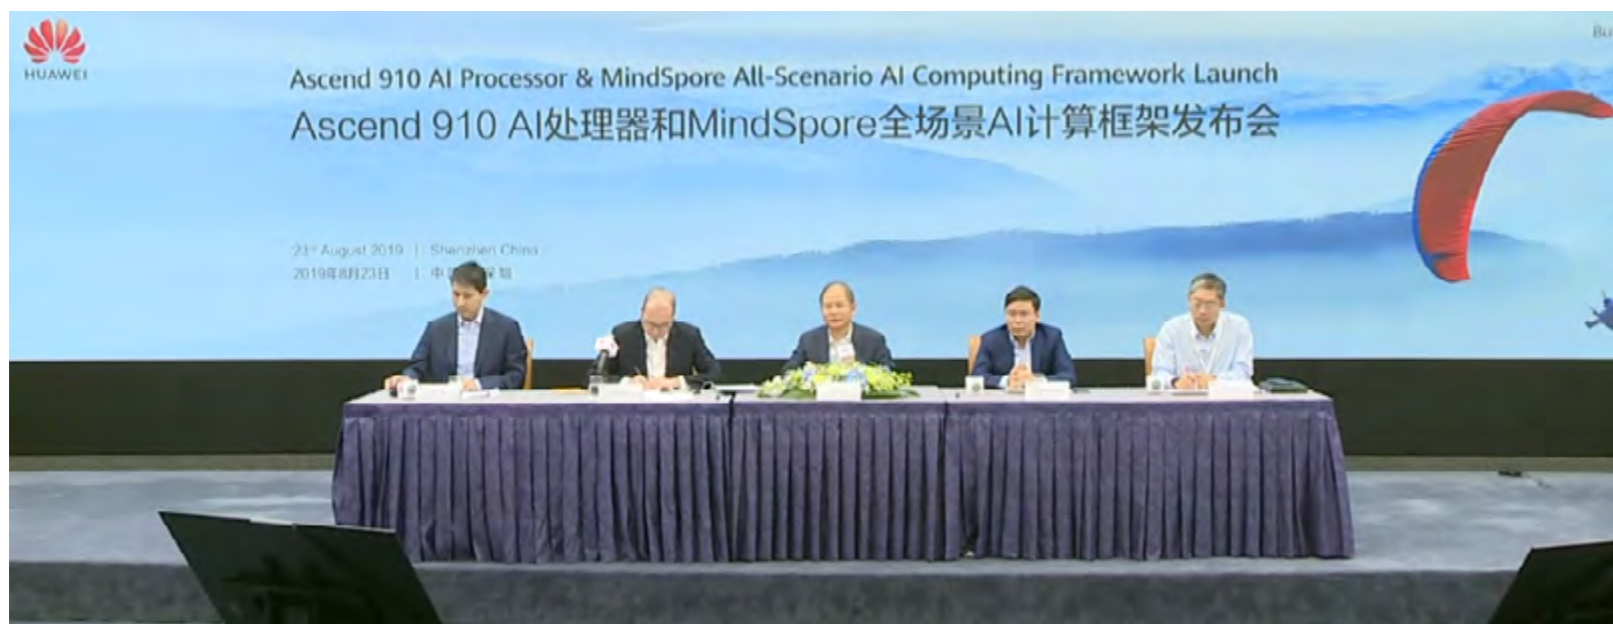 HUAWEI
Bu
Ascend 910 AI Processor & MindSpore All-Scenario AI Computing Framework Launch
Ascend 910 AI处理器和MindSpore全场景AI计算框架发布会
23rd August 2019 | Shenzhen China
2019年8月23日 | 中